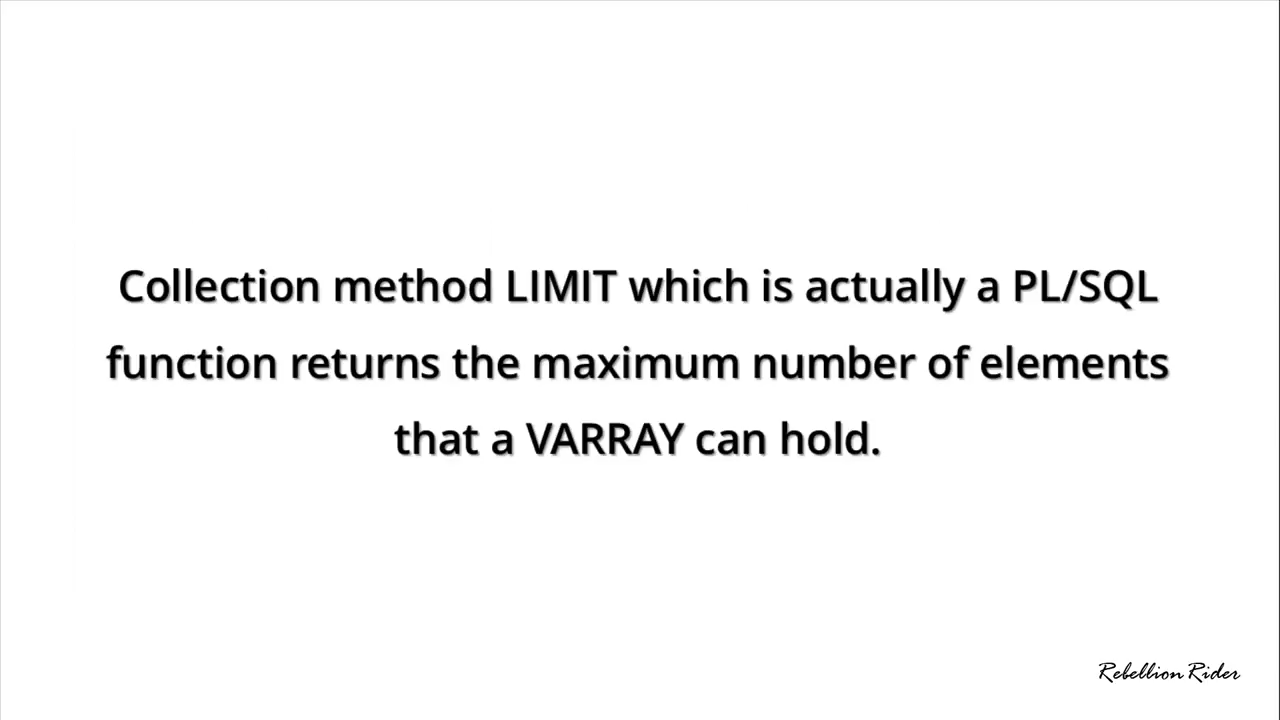 Collection method LIMIT which is actually a PL/SQL
function returns the maximum number of elements
that a VARRAY can hold.
Rebellion Rider